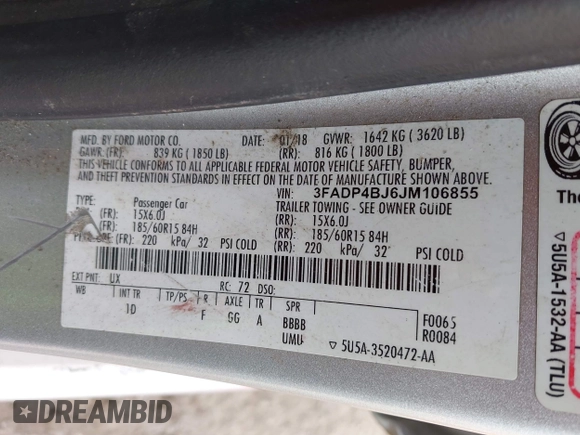 MFD. BY FORD MOTOR CO.
DATE: 01/18 GVWR: 1642 KG ( 3620 LB)
GAWR: (FR): 839 KG ( 1850 LB) (RR): 816 KG ( 1800 LB)
THIS VEHICLE CONFORMS TO ALL APPLICABLE FEDERAL MOTOR VEHICLE SAFETY, BUMPER,
AND THEFT PREVENTION STANDARDS IN EFFECT ON THE DATE OF MANUFACTURE SHOWN ABOVE.
VIN: 3FADP4BJ6JM106855
TYPE: Passenger Car TRAILER TOWING - SEE OWNER GUIDE
(FR): 15X6.0J (RR): 15X6.0J
(FR): 185/60R15 84H (RR): 185/60R15 84H
(FR): 220 kPa/ 32 PSI COLD (RR): 220 kPa/ 32 PSI COLD
EXT PNT: UX RC: 72 DSO:
WB INT TR TP/PS R AXLE TR SPR
1D F GG A BBBB
UMU
F0065
R0084
▽ 5U5A-3520472-AA
The
▽ 5U5A-1532-AA (TLU)
DREAMBID